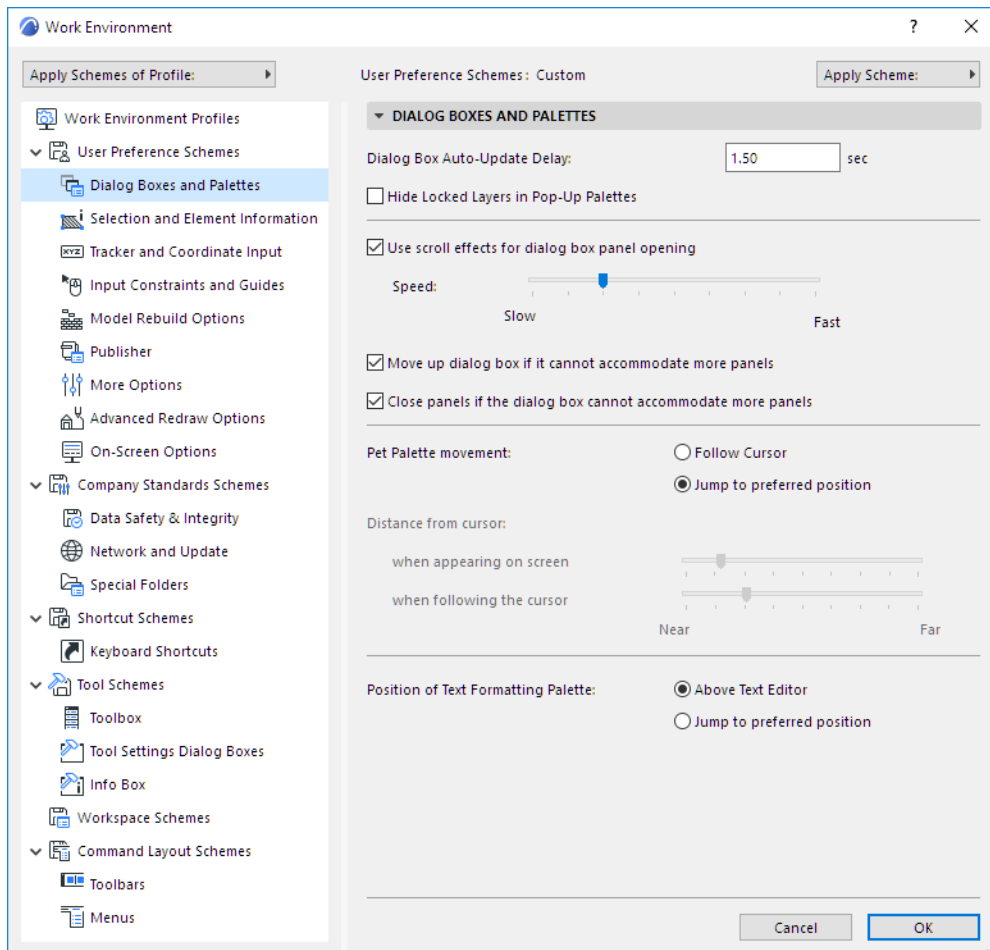 Work Environment
?
Apply Schemes of Profile:
User Preference Schemes: Custom
Apply Scheme:
Work Environment Profiles
User Preference Schemes
Dialog Boxes and Palettes
Selection and Element Information
XYZ
Tracker and Coordinate Input
Input Constraints and Guides
Model Rebuild Options
Publisher
More Options
Advanced Redraw Options
On-Screen Options
Company Standards Schemes
Data Safety & Integrity
Network and Update
Special Folders
Shortcut Schemes
Keyboard Shortcuts
Tool Schemes
Toolbox
Tool Settings Dialog Boxes
Info Box
Workspace Schemes
Command Layout Schemes
Toolbars
Menus
DIALOG BOXES AND PALETTES
Dialog Box Auto-Update Delay: 1.50 sec
Hide Locked Layers in Pop-Up Palettes
Use scroll effects for dialog box panel opening
Speed:
Slow Fast
Move up dialog box if it cannot accommodate more panels
Close panels if the dialog box cannot accommodate more panels
Pet Palette movement: Follow Cursor
Jump to preferred position
Distance from cursor:
when appearing on screen
when following the cursor
Near Far
Position of Text Formatting Palette: Above Text Editor
Jump to preferred position
Cancel OK